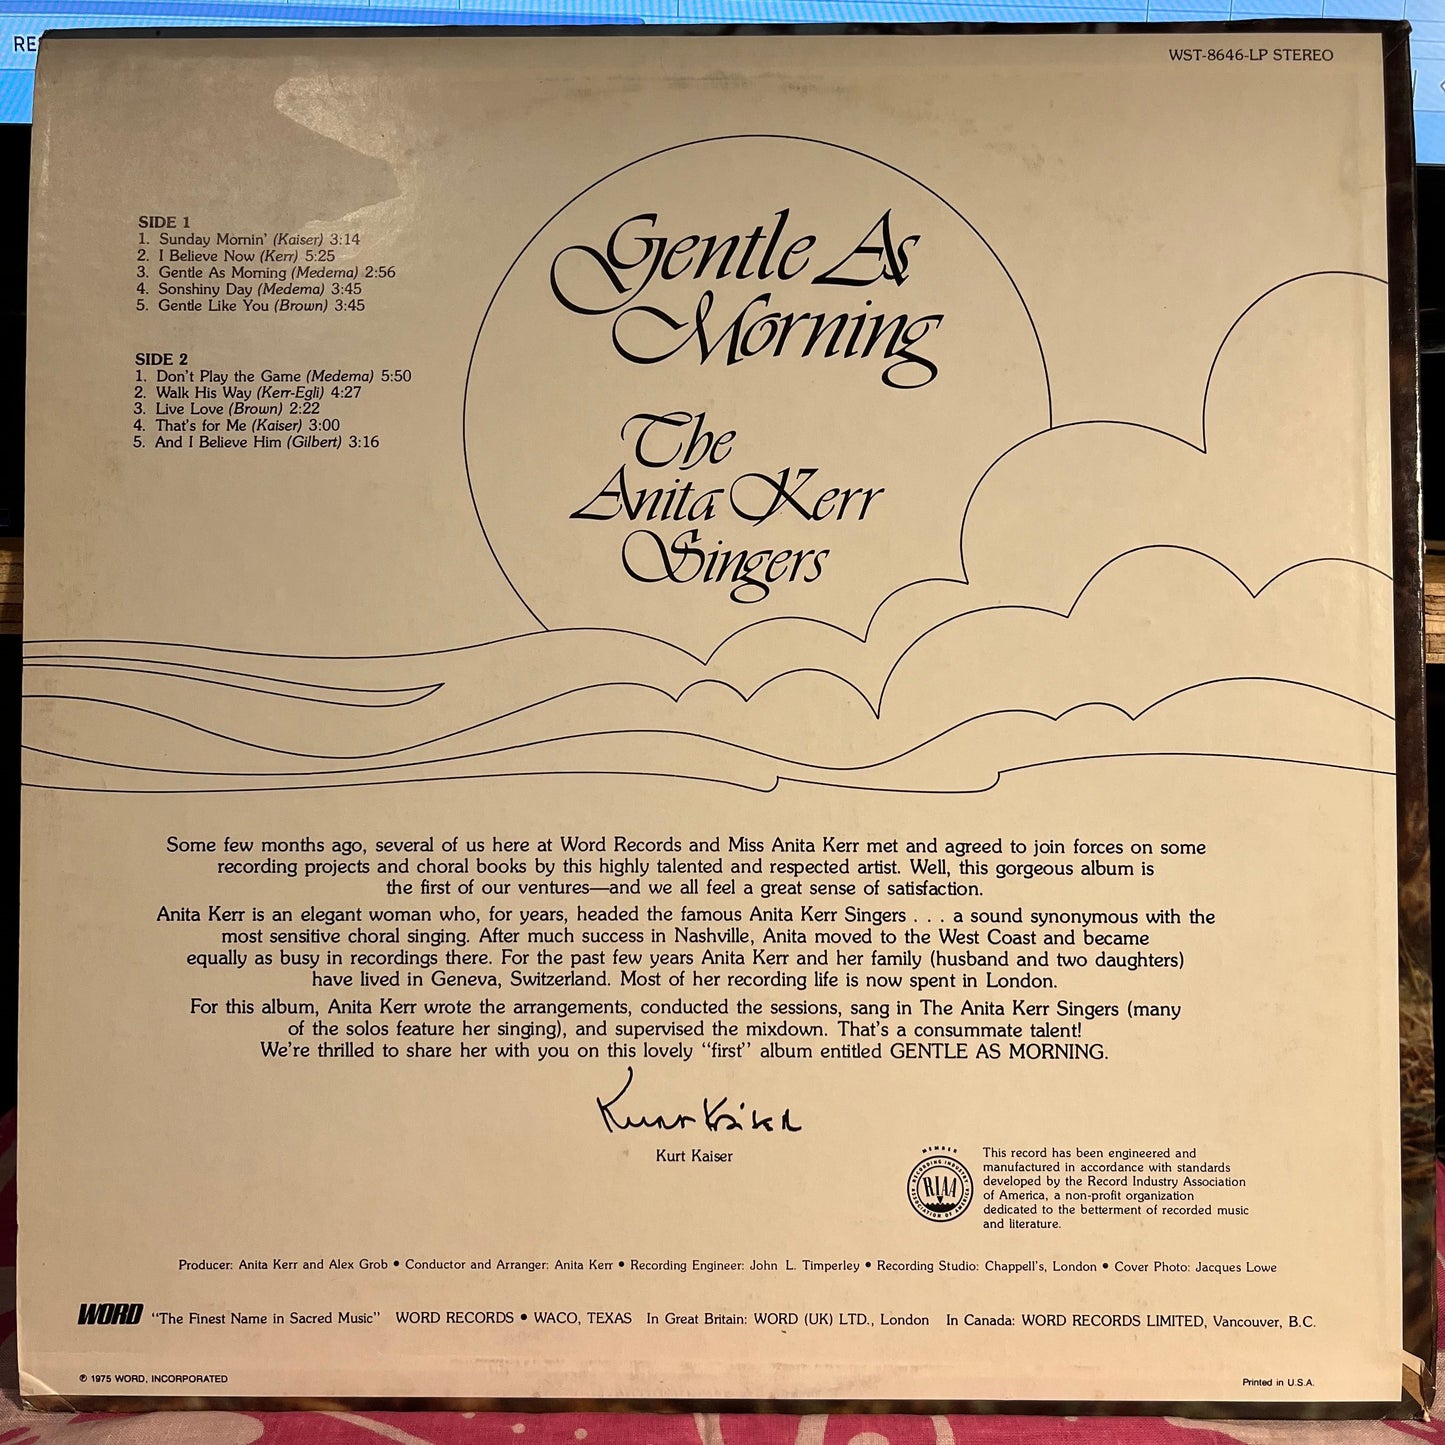 RE
WST-8646-LP STEREO
SIDE 1
1. Sunday Mornin' (Kaiser) 3:14
2. I Believe Now (Kerr) 5:25
3. Gentle As Morning (Medema) 2:56
4. Sonshiny Day (Medema) 3:45
5. Gentle Like You (Brown) 3:45
SIDE 2
1. Don't Play the Game (Medema) 5:50
2. Walk His Way (Kerr-Egli) 4:27
3. Live Love (Brown) 2:22
4. That's for Me (Kaiser) 3:00
5. And I Believe Him (Gilbert) 3:16
Gentle As
Morning
The
Anita Kerr
Singers
Some few months ago, several of us here at Word Records and Miss Anita Kerr met and agreed to join forces on some
recording projects and choral books by this highly talented and respected artist. Well, this gorgeous album is
the first of our ventures—and we all feel a great sense of satisfaction.
Anita Kerr is an elegant woman who, for years, headed the famous Anita Kerr Singers . . . a sound synonymous with the
most sensitive choral singing. After much success in Nashville, Anita moved to the West Coast and became
equally as busy in recordings there. For the past few years Anita Kerr and her family (husband and two daughters)
have lived in Geneva, Switzerland. Most of her recording life is now spent in London.
For this album, Anita Kerr wrote the arrangements, conducted the sessions, sang in The Anita Kerr Singers (many
of the solos feature her singing), and supervised the mixdown. That's a consummate talent!
We're thrilled to share her with you on this lovely "first" album entitled GENTLE AS MORNING.
Kurt Kaiser
Kurt Kaiser
MEMBER
RECORDING INDUSTRY
RIAA
ASSOCIATION OF AMERICA
This record has been engineered and
manufactured in accordance with standards
developed by the Record Industry Association
of America, a non-profit organization
dedicated to the betterment of recorded music
and literature.
Producer: Anita Kerr and Alex Grob • Conductor and Arranger: Anita Kerr • Recording Engineer: John L. Timperley • Recording Studio: Chappell's, London • Cover Photo: Jacques Lowe
WORD "The Finest Name in Sacred Music" WORD RECORDS • WACO, TEXAS In Great Britain: WORD (UK) LTD., London In Canada: WORD RECORDS LIMITED, Vancouver, B.C.
℗ 1975 WORD, INCORPORATED
Printed in U.S.A.